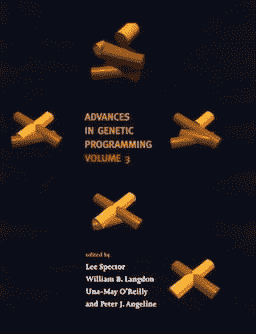 ADVANCES
IN GENETIC
PROGRAMMING
VOLUME 3
edited by
Lee Spector
William B. Langdon
Una-May O'Reilly
and Peter J. Angeline